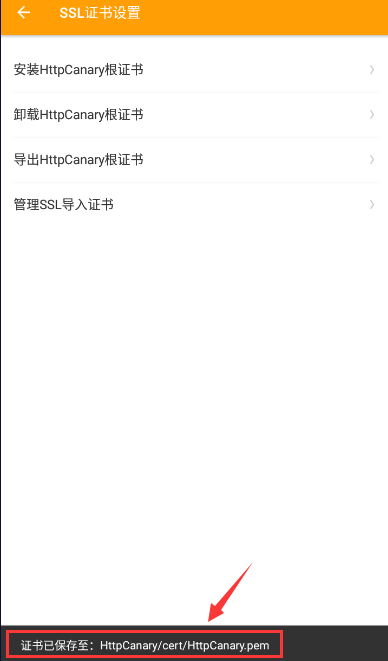 SSL证书设置
安装HttpCanary根证书
卸载HttpCanary根证书
导出HttpCanary根证书
管理SSL导入证书
证书已保存至：HttpCanary/cert/HttpCanary.pem